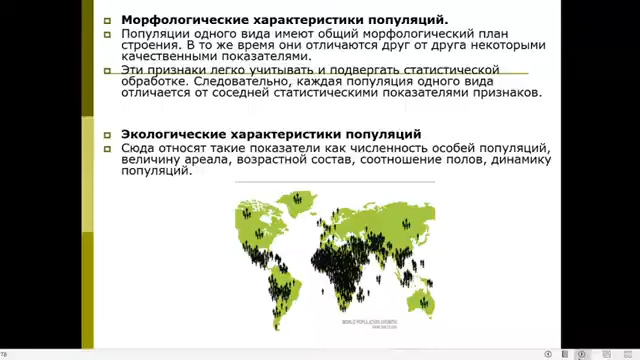 Морфологические характеристики популяций.
Популяции одного вида имеют общий морфологический план
строения. В то же время они отличаются друг от друга некоторыми
качественными показателями.
Эти признаки легко учитывать и подвергать статистической
обработке. Следовательно, каждая популяция одного вида
отличается от соседней статистическими показателями признаков.
Экологические характеристики популяций
Сюда относят такие показатели как численность особей популяций,
величину ареала, возрастной состав, соотношение полов, динамику
популяций.
WORLD POPULATION GROWTH